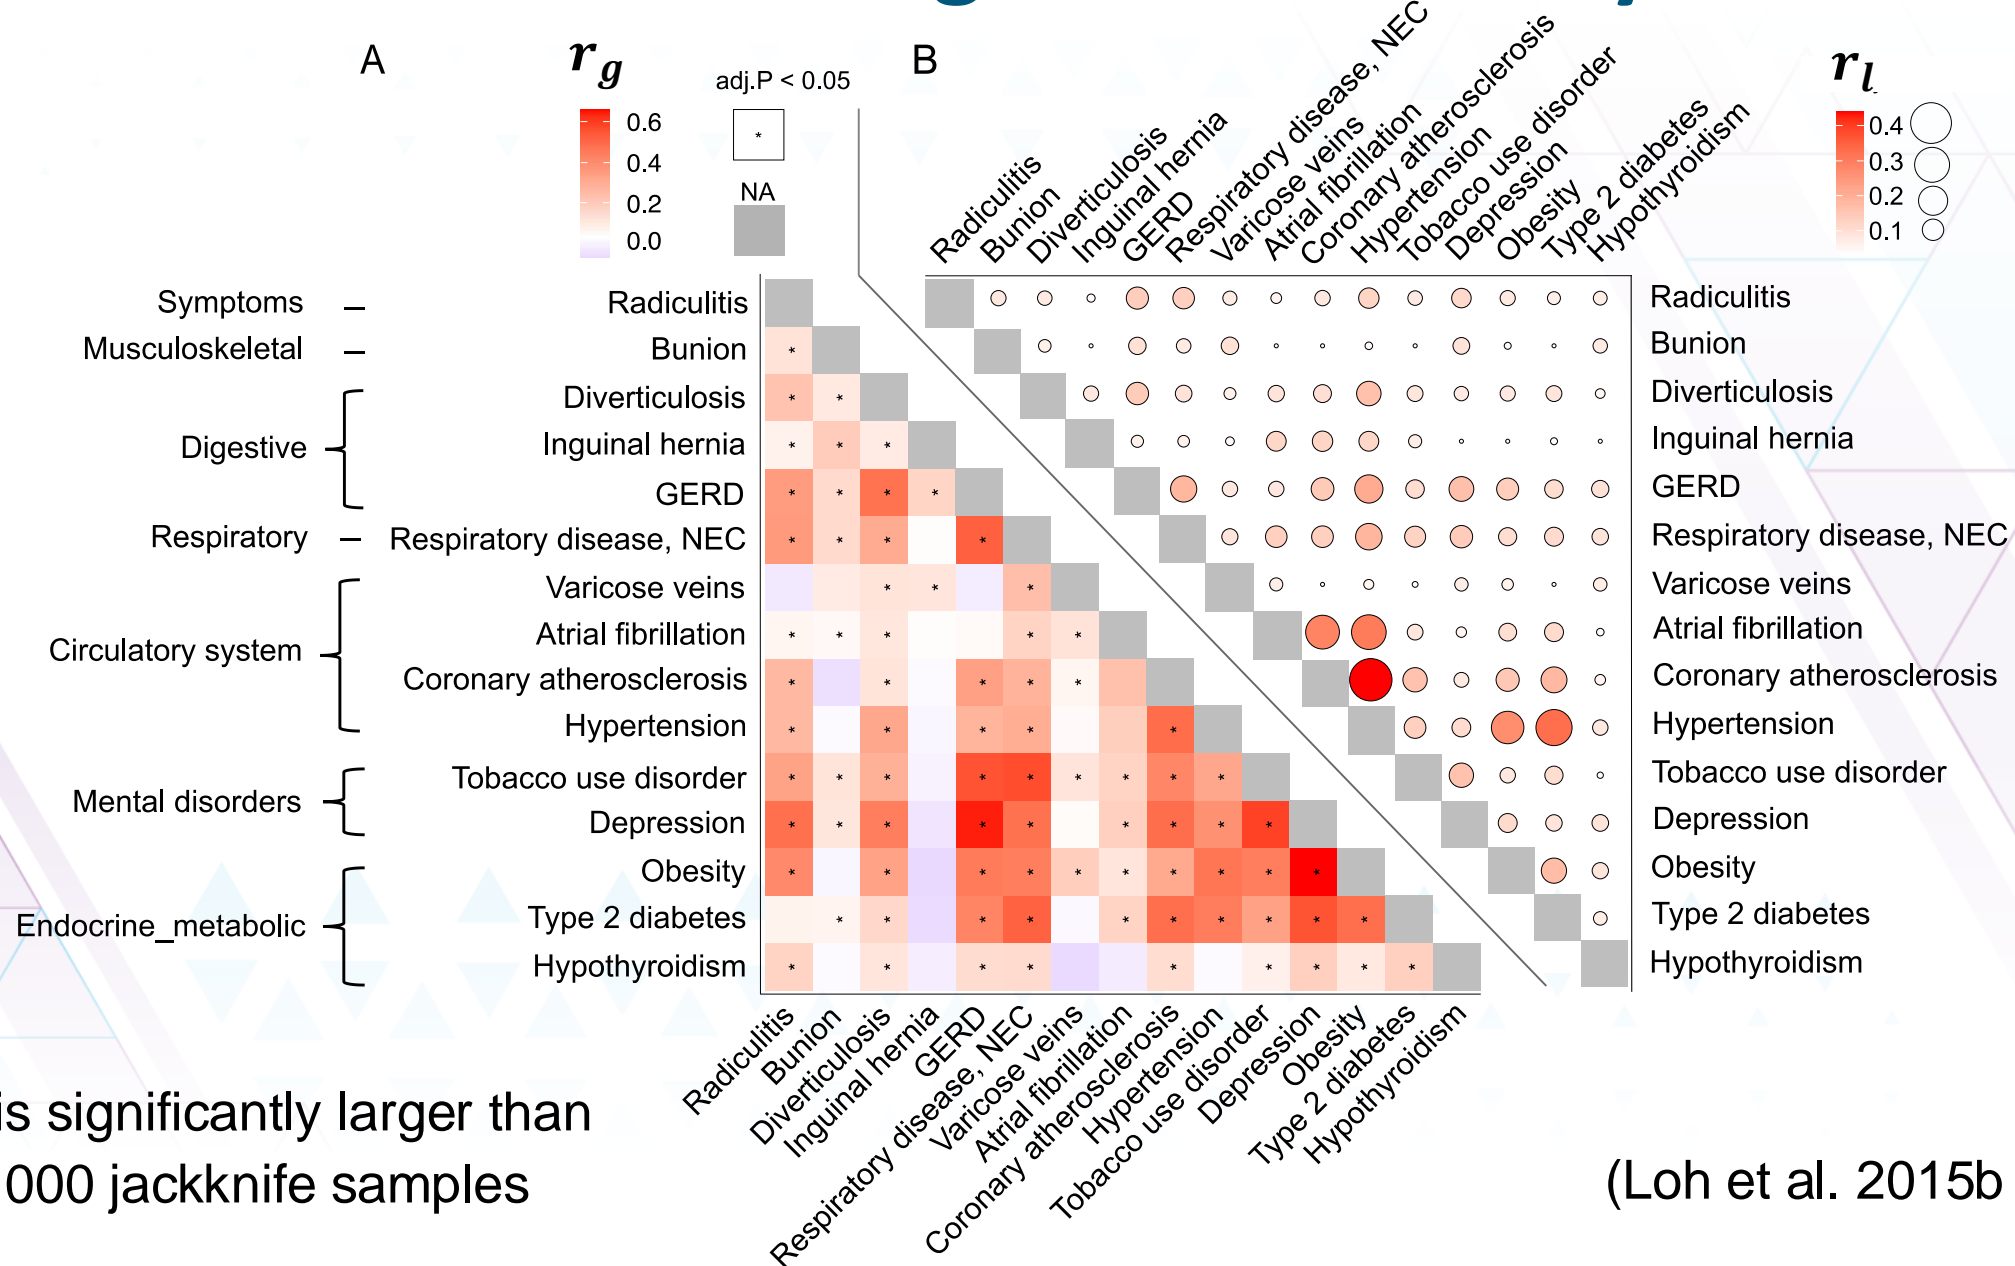 A
r_g
0.6
0.4
0.2
0.0
adj.P < 0.05
*
NA
B
r_l
0.4
0.3
0.2
0.1
Radiculitis
Bunion
Diverticulosis
Inguinal hernia
GERD
Respiratory disease, NEC
Varicose veins
Atrial fibrillation
Coronary atherosclerosis
Hypertension
Tobacco use disorder
Depression
Obesity
Type 2 diabetes
Hypothyroidism
Symptoms
Musculoskeletal
Digestive
Respiratory
Circulatory system
Mental disorders
Endocrine_metabolic
Radiculitis
Bunion
Diverticulosis
Inguinal hernia
GERD
Respiratory disease, NEC
Varicose veins
Atrial fibrillation
Coronary atherosclerosis
Hypertension
Tobacco use disorder
Depression
Obesity
Type 2 diabetes
Hypothyroidism
Radiculitis
Bunion
Diverticulosis
Inguinal hernia
GERD
Respiratory disease, NEC
Varicose veins
Atrial fibrillation
Coronary atherosclerosis
Hypertension
Tobacco use disorder
Depression
Obesity
Type 2 diabetes
Hypothyroidism
Radiculitis
Bunion
Diverticulosis
Inguinal hernia
GERD
Respiratory disease, NEC
Varicose veins
Atrial fibrillation
Coronary atherosclerosis
Hypertension
Tobacco use disorder
Depression
Obesity
Type 2 diabetes
Hypothyroidism
is significantly larger than
000 jackknife samples
(Loh et al. 2015b